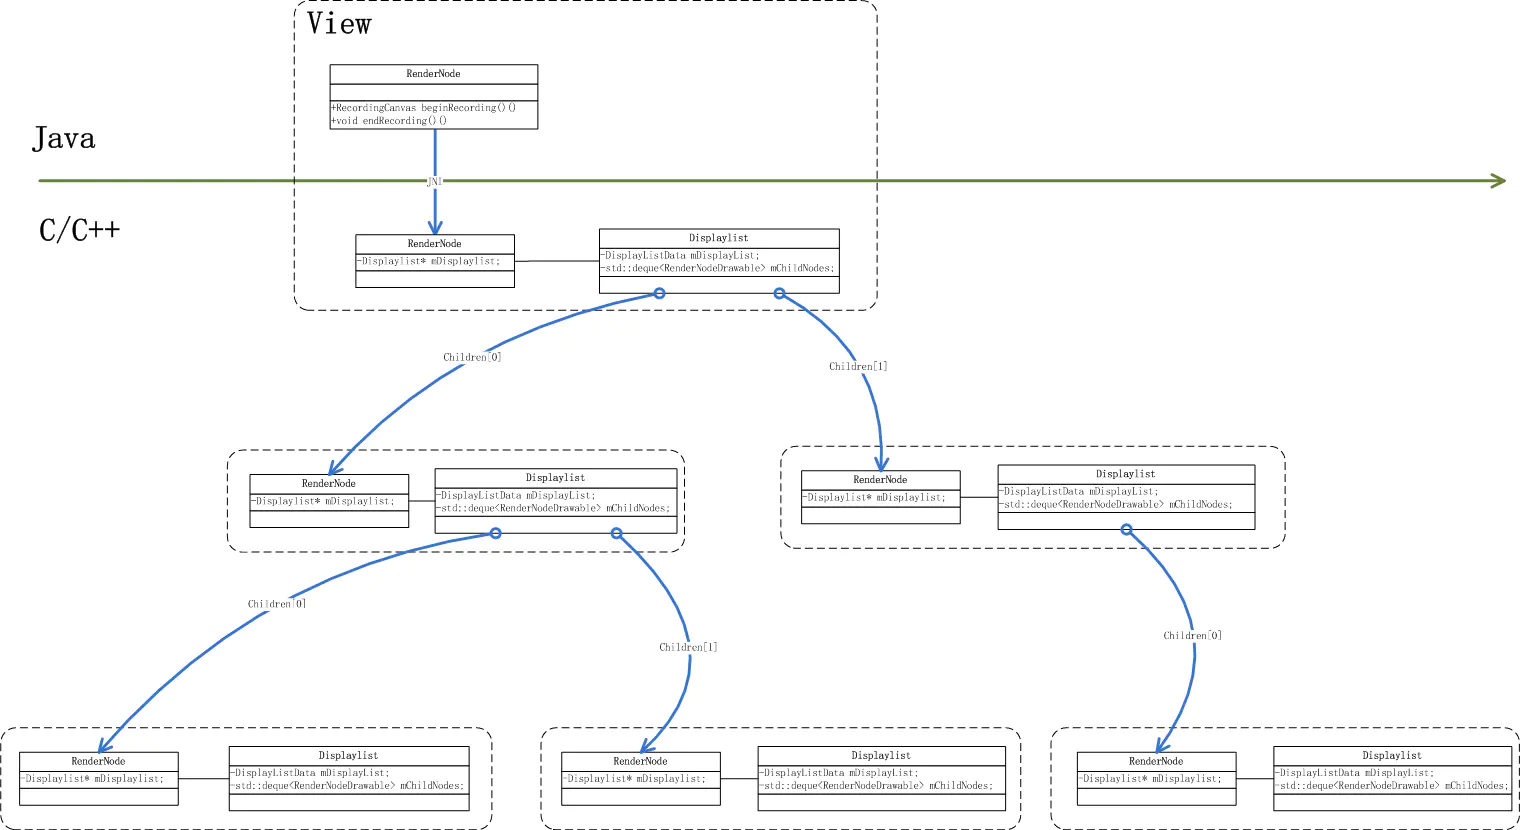 View
RenderNode
+RecordingCanvas beginRecording()()
+void endRecording()()
Java
JNI
C/C++
RenderNode
-Displaylist* mDisplaylist;
Displaylist
-DisplayListData mDisplayList;
-std::deque<RenderNodeDrawable> mChildNodes;
Children[0]
Children[1]
RenderNode
-Displaylist* mDisplaylist;
Displaylist
-DisplayListData mDisplayList;
-std::deque<RenderNodeDrawable> mChildNodes;
RenderNode
-Displaylist* mDisplaylist;
Displaylist
-DisplayListData mDisplayList;
-std::deque<RenderNodeDrawable> mChildNodes;
Children[0]
Children[1]
Children[0]
RenderNode
-Displaylist* mDisplaylist;
Displaylist
-DisplayListData mDisplayList;
-std::deque<RenderNodeDrawable> mChildNodes;
RenderNode
-Displaylist* mDisplaylist;
Displaylist
-DisplayListData mDisplayList;
-std::deque<RenderNodeDrawable> mChildNodes;
RenderNode
-Displaylist* mDisplaylist;
Displaylist
-DisplayListData mDisplayList;
-std::deque<RenderNodeDrawable> mChildNodes;